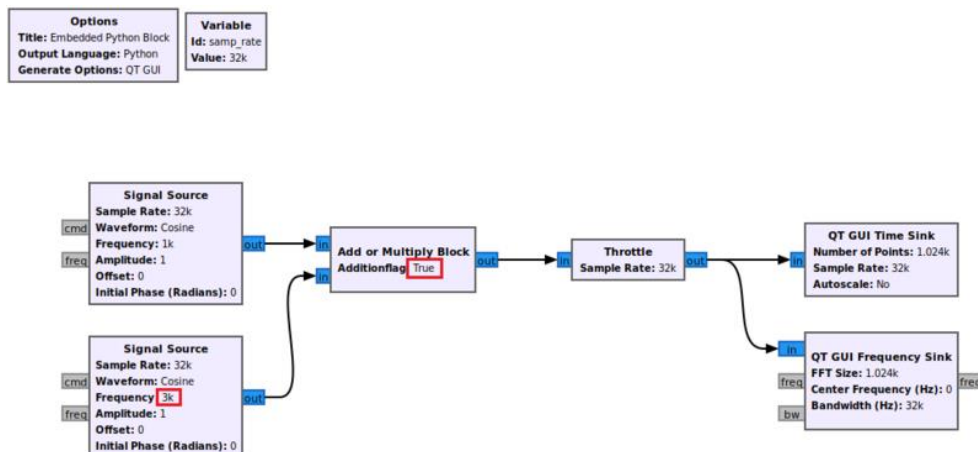 Options
Title: Embedded Python Block
Output Language: Python
Generate Options: QT GUI
Variable
Id: samp_rate
Value: 32k
Signal Source
Sample Rate: 32k
Waveform: Cosine
Frequency: 1k
Amplitude: 1
Offset: 0
Initial Phase (Radians): 0
cmd
freq
out
Signal Source
Sample Rate: 32k
Waveform: Cosine
Frequency 3k
Amplitude: 1
Offset: 0
Initial Phase (Radians): 0
cmd
freq
out
in
in
Add or Multiply Block
Additionflag True
out
in
Throttle
Sample Rate: 32k
out
in
QT GUI Time Sink
Number of Points: 1.024k
Sample Rate: 32k
Autoscale: No
in
freq
bw
QT GUI Frequency Sink
FFT Size: 1.024k
Center Frequency (Hz): 0
Bandwidth (Hz): 32k
freq